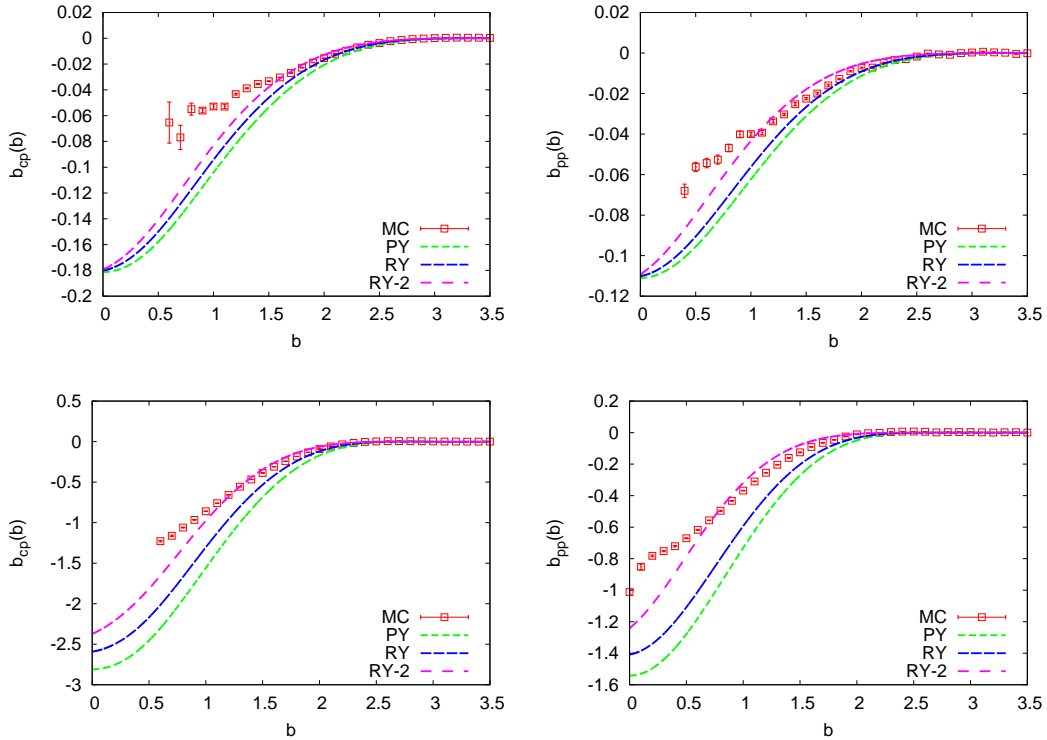 0.02
0
-0.02
-0.04
-0.06
-0.08
-0.1
-0.12
-0.14
-0.16
-0.18
-0.2
b_cp(b)
0 0.5 1 1.5 2 2.5 3 3.5
b
MC
PY
RY
RY-2
0.02
0
-0.02
-0.04
-0.06
-0.08
-0.1
-0.12
b_pp(b)
0 0.5 1 1.5 2 2.5 3 3.5
b
MC
PY
RY
RY-2
0.5
0
-0.5
-1
-1.5
-2
-2.5
-3
b_cp(b)
0 0.5 1 1.5 2 2.5 3 3.5
b
MC
PY
RY
RY-2
0.2
0
-0.2
-0.4
-0.6
-0.8
-1
-1.2
-1.4
-1.6
b_pp(b)
0 0.5 1 1.5 2 2.5 3 3.5
b
MC
PY
RY
RY-2